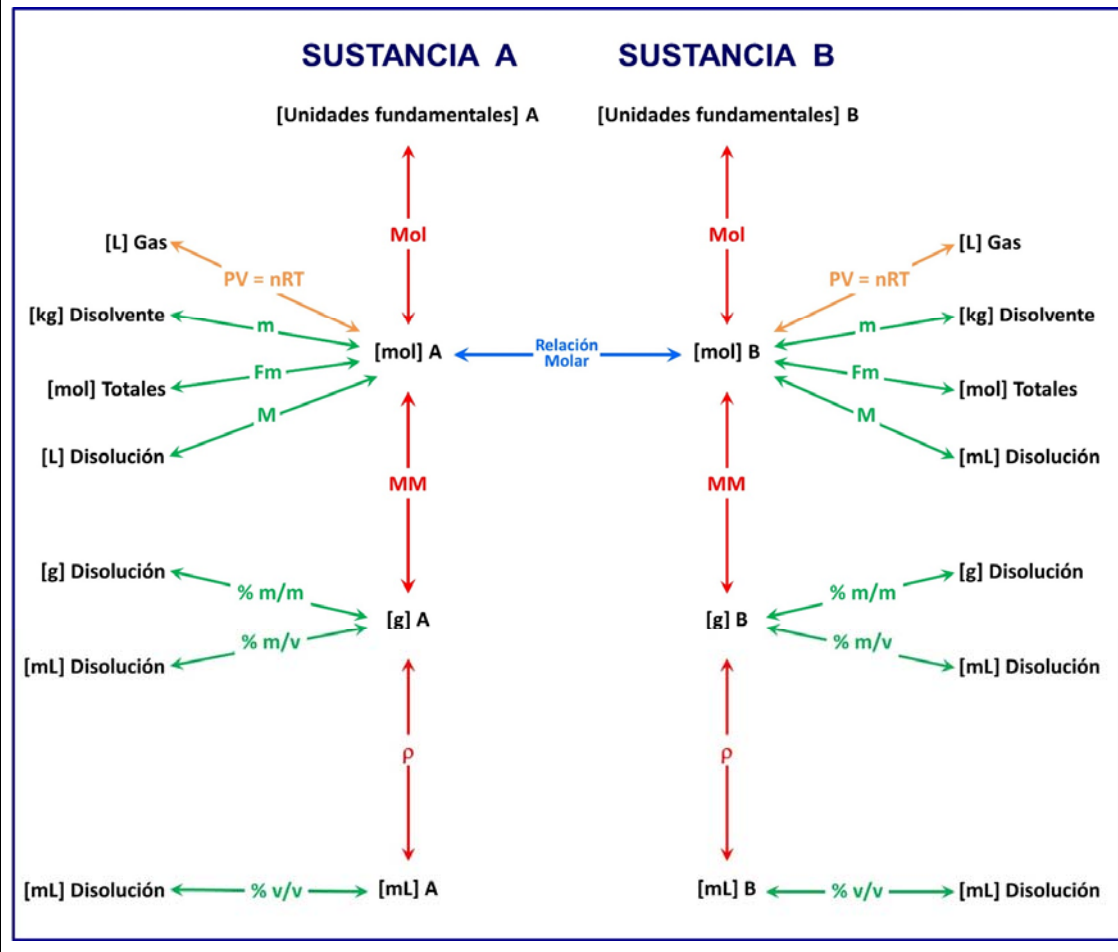 SUSTANCIA A SUSTANCIA B
[Unidades fundamentales] A [Unidades fundamentales] B
Mol Mol
[L] Gas [L] Gas
PV = nRT PV = nRT
[kg] Disolvente [kg] Disolvente
m m
[mol] A Relación Molar [mol] B
Fm Fm
[mol] Totales [mol] Totales
M M
[L] Disolución [mL] Disolución
MM MM
[g] Disolución [g] Disolución
% m/m % m/m
[g] A [g] B
% m/v % m/v
[mL] Disolución [mL] Disolución
ρ ρ
[mL] Disolución % v/v [mL] A [mL] B % v/v [mL] Disolución